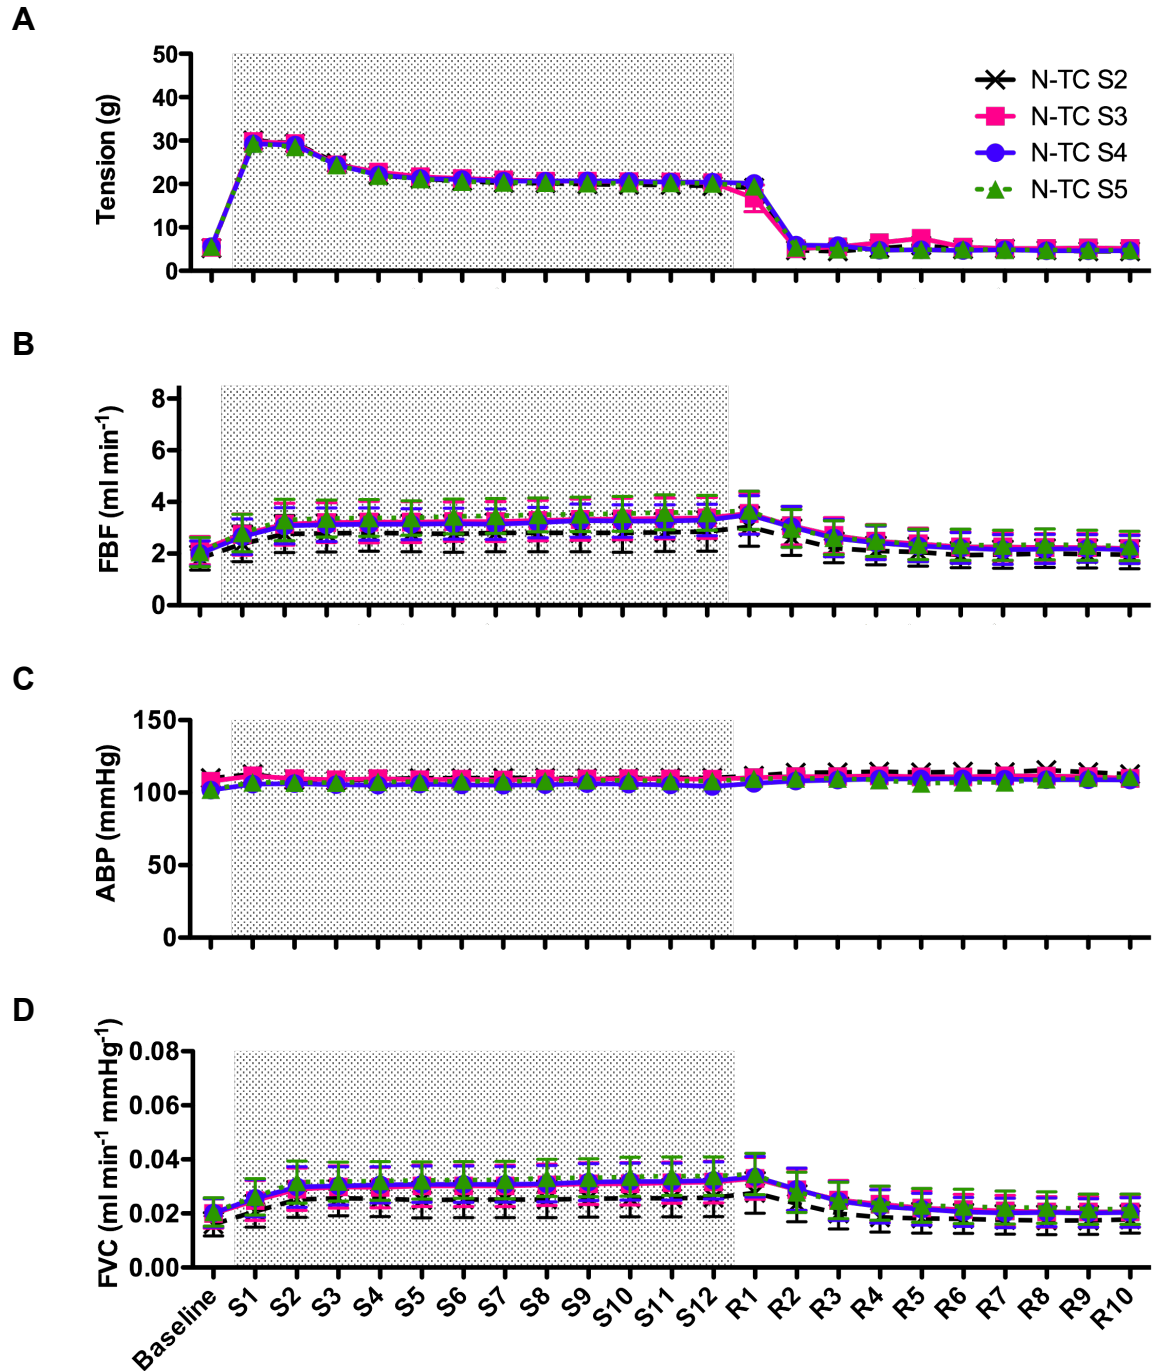 A
50
40
30
20
10
0
Tension (g)
N-TC S2
N-TC S3
N-TC S4
N-TC S5
B
8
6
4
2
0
FBF (ml min⁻¹)
C
150
100
50
0
ABP (mmHg)
D
0.08
0.06
0.04
0.02
0.00
FVC (ml min⁻¹ mmHg⁻¹)
Baseline
S1
S2
S3
S4
S5
S6
S7
S8
S9
S10
S11
S12
R1
R2
R3
R4
R5
R6
R7
R8
R9
R10